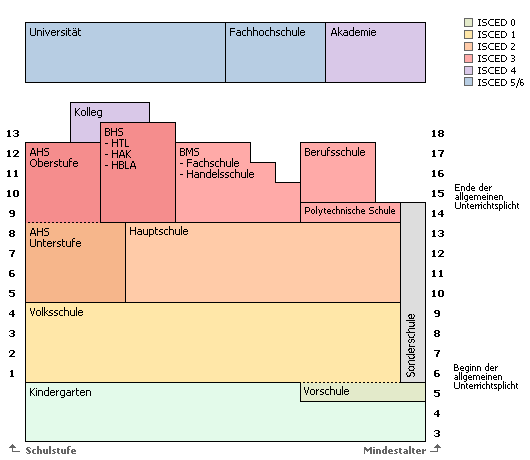 Universität
Fachhochschule
Akademie
ISCED 0
ISCED 1
ISCED 2
ISCED 3
ISCED 4
ISCED 5/6
Kolleg
13
BHS
- HTL
- HAK
- HBLA
18
12
AHS
Oberstufe
BMS
- Fachschule
- Handelsschule
Berufsschule
17
11
16
10
15
Ende der
allgemeinen
Unterrichtsplicht
9
Polytechnische Schule
14
8
AHS
Unterstufe
Hauptschule
13
7
12
6
11
5
10
4
Volksschule
9
3
8
2
7
Sonderschule
1
6
Beginn der
allgemeinen
Unterrichtsplicht
Kindergarten
Vorschule
5
4
3
Schulstufe
Mindestalter